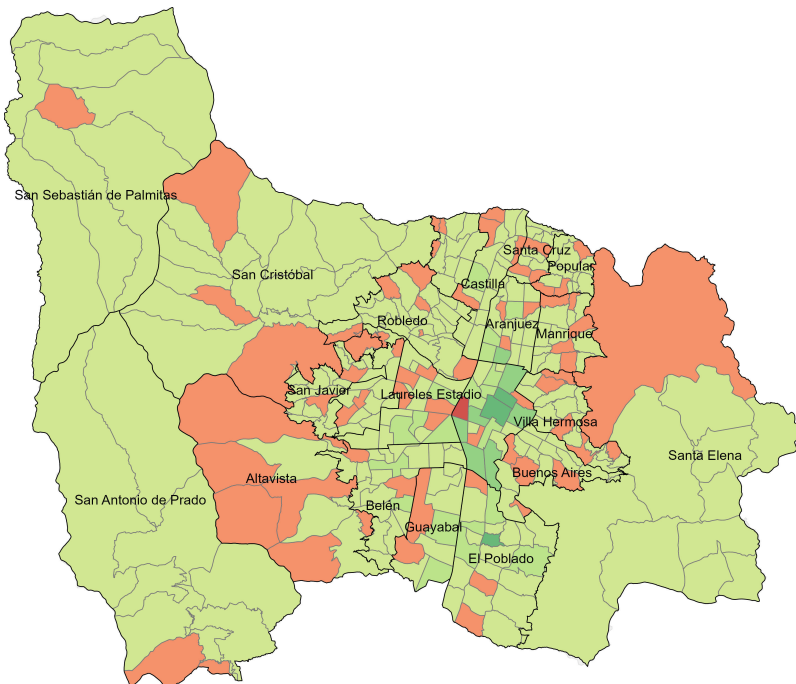 San Sebastián de Palmitas
Santa Cruz
Popular
San Cristóbal
Castilla
Robledo
Aranjuez
Manrique
San Javier
Laureles Estadio
Villa Hermosa
Santa Elena
Buenos Aires
Altavista
San Antonio de Prado
Belén
Guayabal
El Poblado